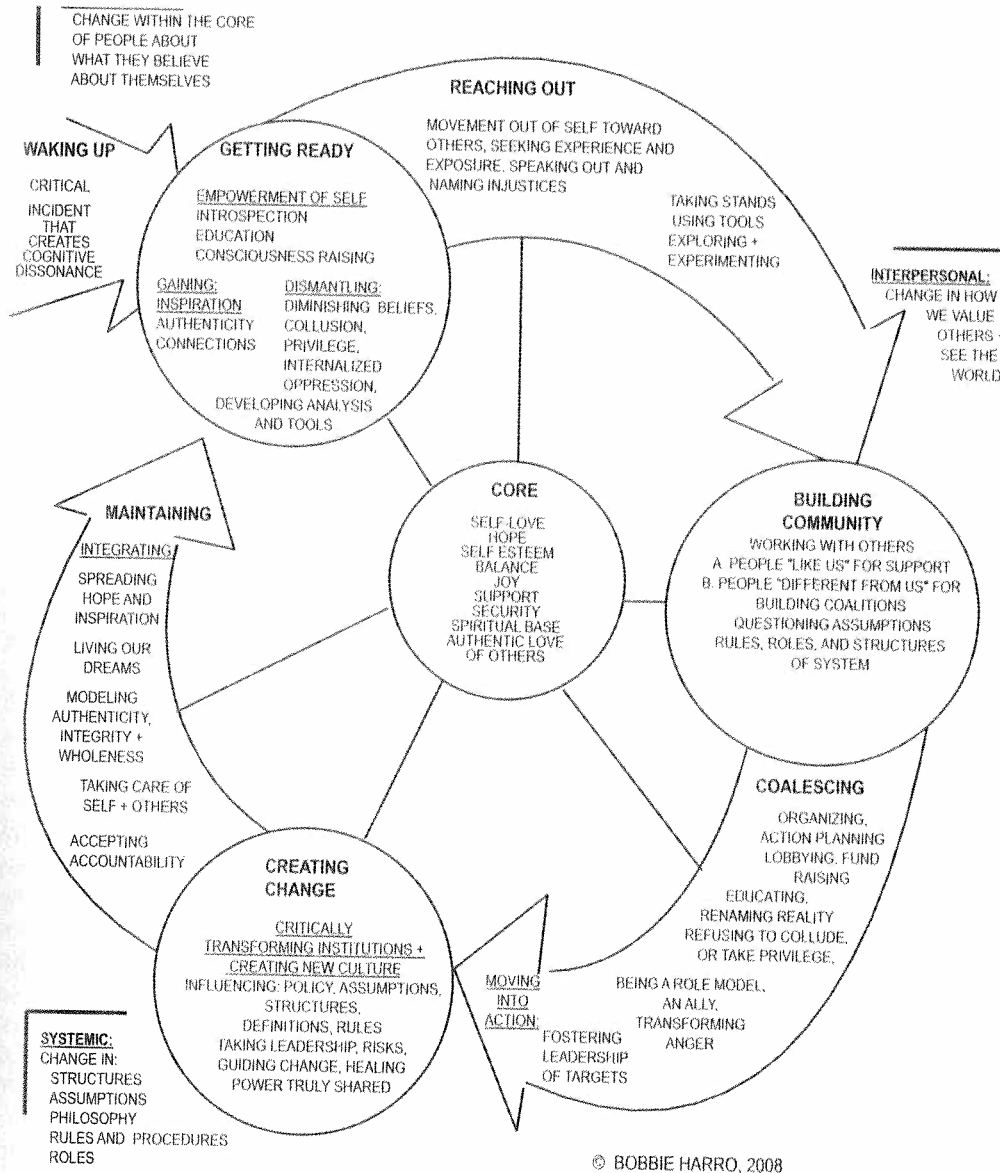 CHANGE WITHIN THE CORE
OF PEOPLE ABOUT
WHAT THEY BELIEVE
ABOUT THEMSELVES
WAKING UP
CRITICAL
INCIDENT
THAT
CREATES
COGNITIVE
DISSONANCE
GETTING READY
EMPOWERMENT OF SELF
INTROSPECTION
EDUCATION
CONSCIOUSNESS RAISING
GAINING:
INSPIRATION
AUTHENTICITY
CONNECTIONS
DISMANTLING:
DIMINISHING BELIEFS,
COLLUSION,
PRIVILEGE,
INTERNALIZED
OPPRESSION,
DEVELOPING ANALYSIS
AND TOOLS
REACHING OUT
MOVEMENT OUT OF SELF TOWARD
OTHERS, SEEKING EXPERIENCE AND
EXPOSURE. SPEAKING OUT AND
NAMING INJUSTICES
TAKING STANDS
USING TOOLS
EXPLORING +
EXPERIMENTING
INTERPERSONAL:
CHANGE IN HOW
WE VALUE
OTHERS +
SEE THE
WORLD
CORE
SELF-LOVE
HOPE
SELF ESTEEM
BALANCE
JOY
SUPPORT
SECURITY
SPIRITUAL BASE
AUTHENTIC LOVE
OF OTHERS
BUILDING
COMMUNITY
WORKING WITH OTHERS
A. PEOPLE "LIKE US" FOR SUPPORT
B. PEOPLE "DIFFERENT FROM US" FOR
BUILDING COALITIONS
QUESTIONING ASSUMPTIONS
RULES, ROLES, AND STRUCTURES
OF SYSTEM
COALESCING
ORGANIZING,
ACTION PLANNING
LOBBYING, FUND
RAISING
EDUCATING,
RENAMING REALITY
REFUSING TO COLLUDE,
OR TAKE PRIVILEGE,
BEING A ROLE MODEL,
AN ALLY,
TRANSFORMING
ANGER
MOVING
INTO
ACTION:
FOSTERING
LEADERSHIP
OF TARGETS
CREATING
CHANGE
CRITICALLY
TRANSFORMING INSTITUTIONS +
CREATING NEW CULTURE
INFLUENCING: POLICY, ASSUMPTIONS,
STRUCTURES,
DEFINITIONS, RULES
TAKING LEADERSHIP, RISKS,
GUIDING CHANGE, HEALING
POWER TRULY SHARED
MAINTAINING
INTEGRATING
SPREADING
HOPE AND
INSPIRATION
LIVING OUR
DREAMS
MODELING
AUTHENTICITY,
INTEGRITY +
WHOLENESS
TAKING CARE OF
SELF + OTHERS
ACCEPTING
ACCOUNTABILITY
SYSTEMIC:
CHANGE IN:
STRUCTURES
ASSUMPTIONS
PHILOSOPHY
RULES AND PROCEDURES
ROLES
© BOBBIE HARRO, 2008